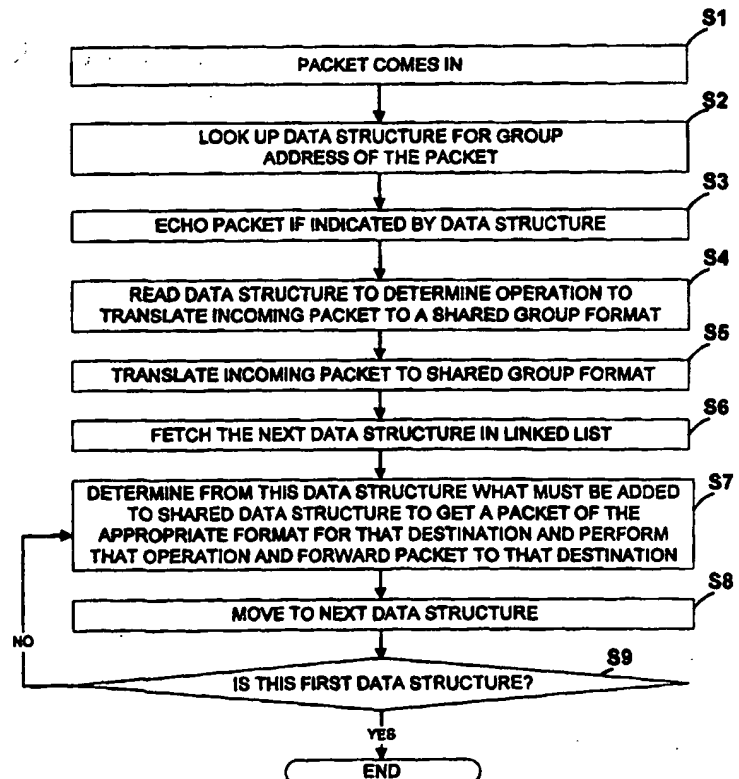 S1
PACKET COMES IN
S2
LOOK UP DATA STRUCTURE FOR GROUP
ADDRESS OF THE PACKET
S3
ECHO PACKET IF INDICATED BY DATA STRUCTURE
S4
READ DATA STRUCTURE TO DETERMINE OPERATION TO
TRANSLATE INCOMING PACKET TO A SHARED GROUP FORMAT
S5
TRANSLATE INCOMING PACKET TO SHARED GROUP FORMAT
S6
FETCH THE NEXT DATA STRUCTURE IN LINKED LIST
S7
DETERMINE FROM THIS DATA STRUCTURE WHAT MUST BE ADDED
TO SHARED DATA STRUCTURE TO GET A PACKET OF THE
APPROPRIATE FORMAT FOR THAT DESTINATION AND PERFORM
THAT OPERATION AND FORWARD PACKET TO THAT DESTINATION
S8
MOVE TO NEXT DATA STRUCTURE
NO
S9
IS THIS FIRST DATA STRUCTURE?
YES
END